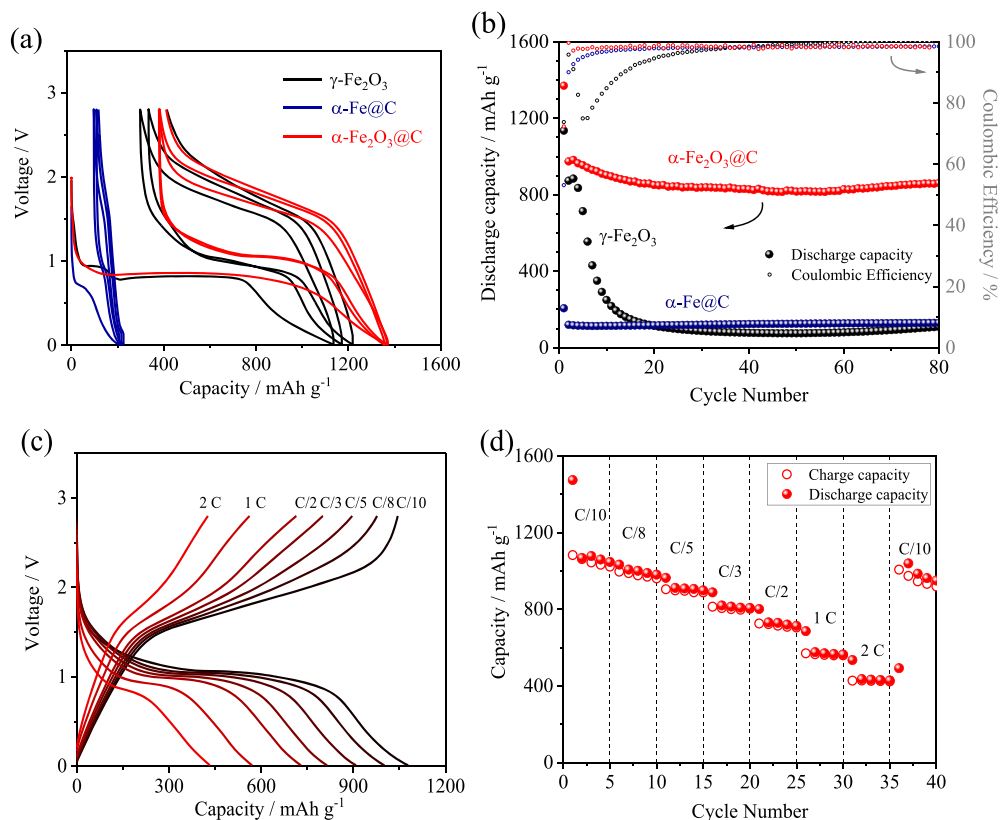 (a)
γ-Fe₂O₃
α-Fe@C
α-Fe₂O₃@C
Voltage / V
3
2
1
0
0 400 800 1200 1600
Capacity / mAh g⁻¹
(b)
Discharge capacity / mAh g⁻¹
1600
1400
1200
800
400
0
α-Fe₂O₃@C
γ-Fe₂O₃
Discharge capacity
Coulombic Efficiency
α-Fe@C
100
80
60
40
20
0
Coulombic Efficiency / %
0 20 40 60 80
Cycle Number
(c)
Voltage / V
3
2
1
0
2 C 1 C C/2 C/3 C/5 C/8 C/10
0 300 600 900 1200
Capacity / mAh g⁻¹
(d)
Capacity / mAh g⁻¹
1600
1200
800
400
0
Charge capacity
Discharge capacity
C/10
C/8
C/5
C/3
C/2
1 C
2 C
C/10
0 5 10 15 20 25 30 35 40
Cycle Number